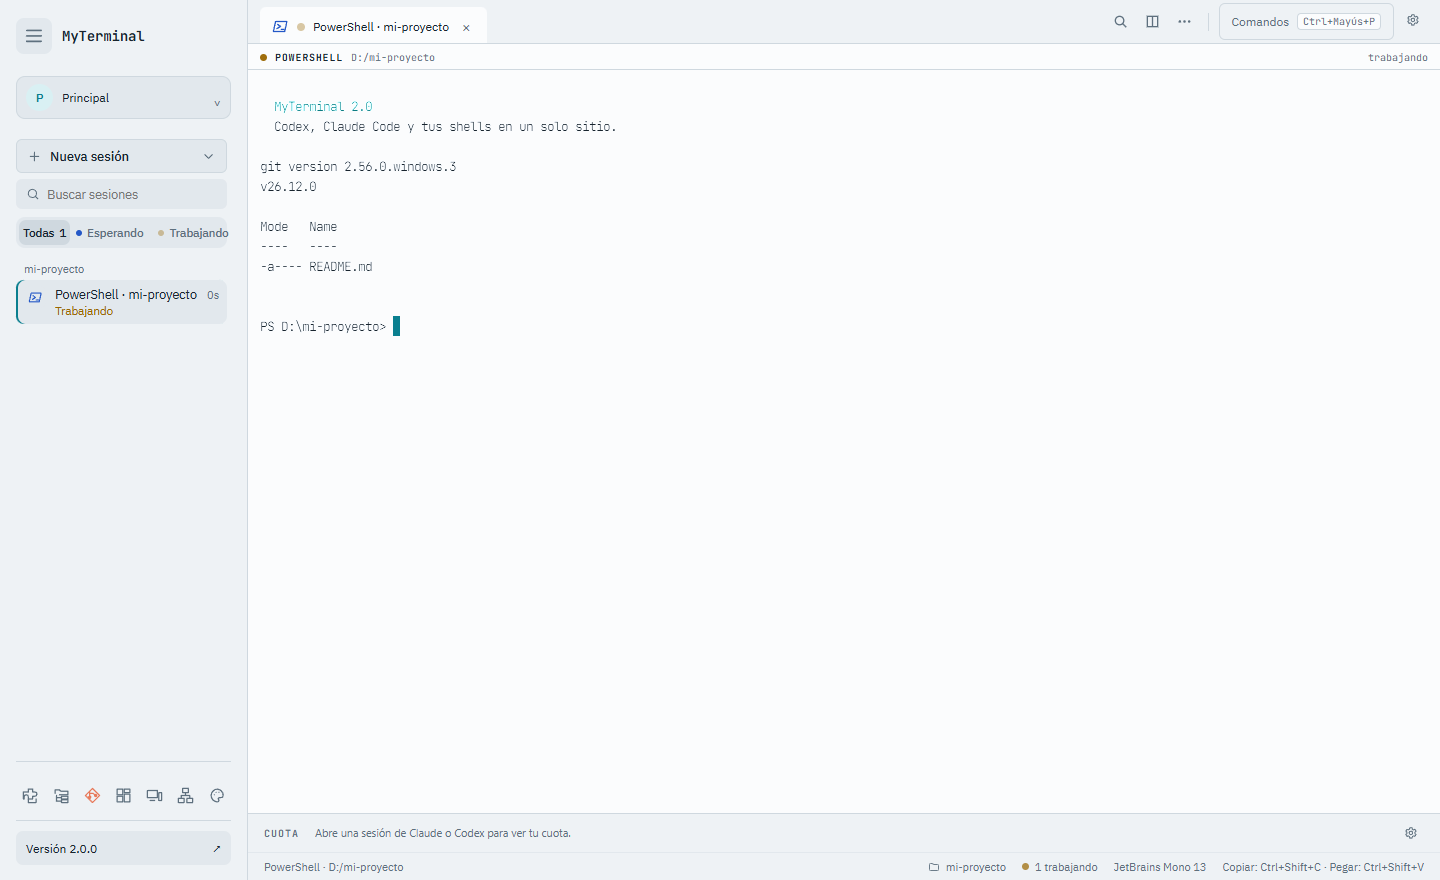 MyTerminal
P Principal
Nueva sesión
Buscar sesiones
Todas 1 Esperando Trabajando
mi-proyecto
PowerShell · mi-proyecto 0s
Trabajando
Versión 2.0.0
PowerShell · mi-proyecto
Comandos Ctrl+Mayús+P
POWERSHELL D:/mi-proyecto trabajando
MyTerminal 2.0
Codex, Claude Code y tus shells en un solo sitio.
git version 2.56.0.windows.3
v26.12.0
Mode Name
---- ----
-a---- README.md
PS D:\mi-proyecto>
CUOTA Abre una sesión de Claude o Codex para ver tu cuota.
PowerShell · D:/mi-proyecto mi-proyecto 1 trabajando JetBrains Mono 13 Copiar: Ctrl+Shift+C · Pegar: Ctrl+Shift+V